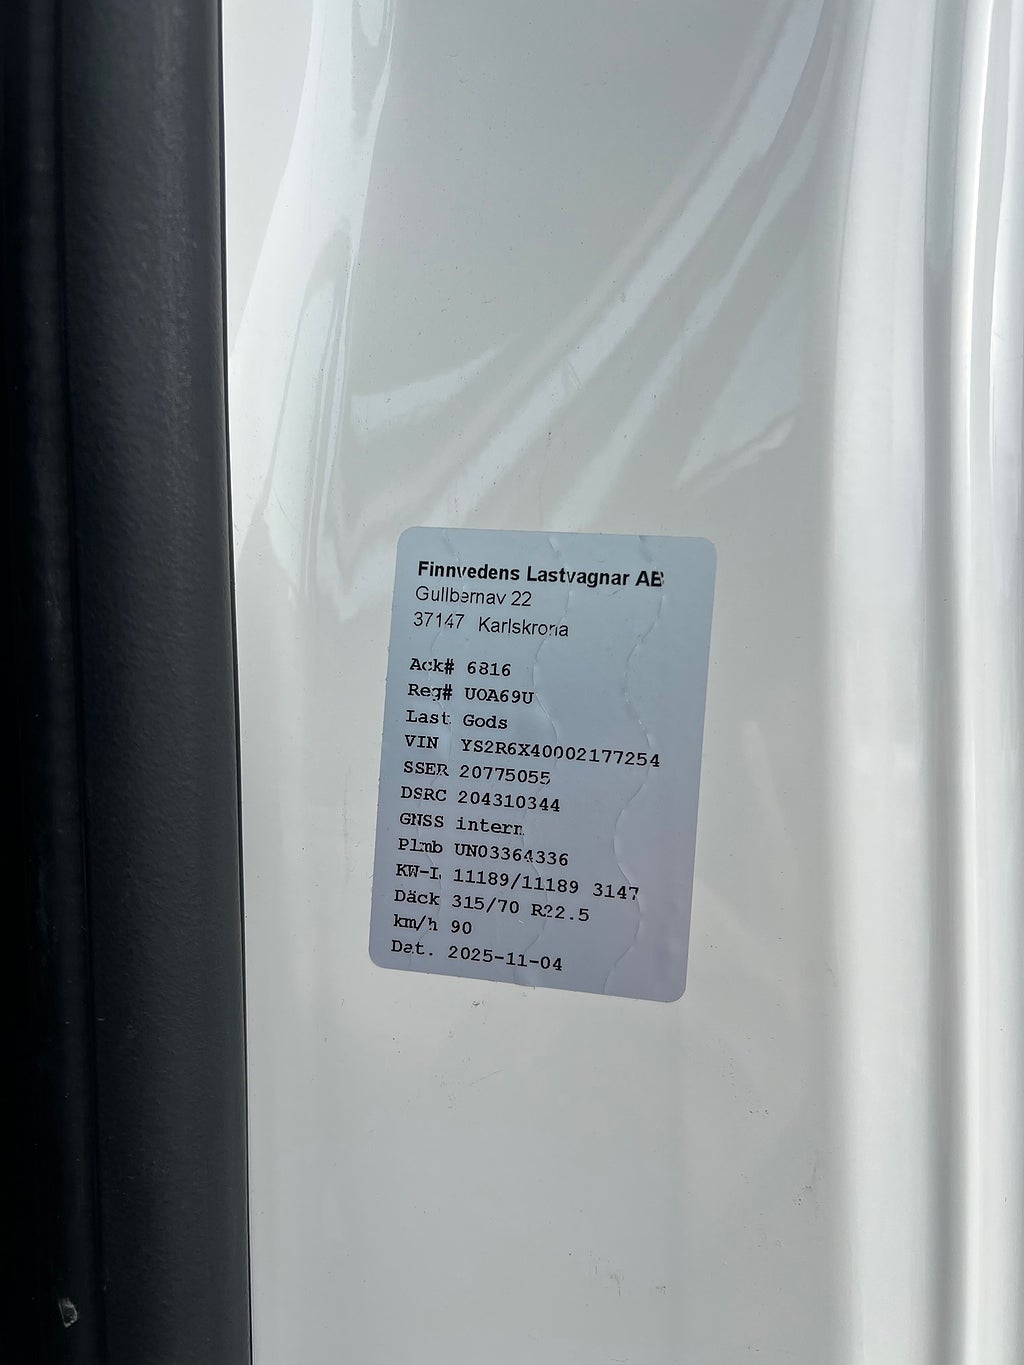 Finnvedens Lastvagnar AB
Gullbernav 22
37147 Karlskrona
Ack# 6816
Reg# UOA69U
Last Gods
VIN YS2R6X40002177254
SSER 20775055
DSRC 204310344
GNSS intern
Plmb UN03364336
KW-L 11189/11189 3147
Däck 315/70 R22.5
km/h 90
Dat. 2025-11-04